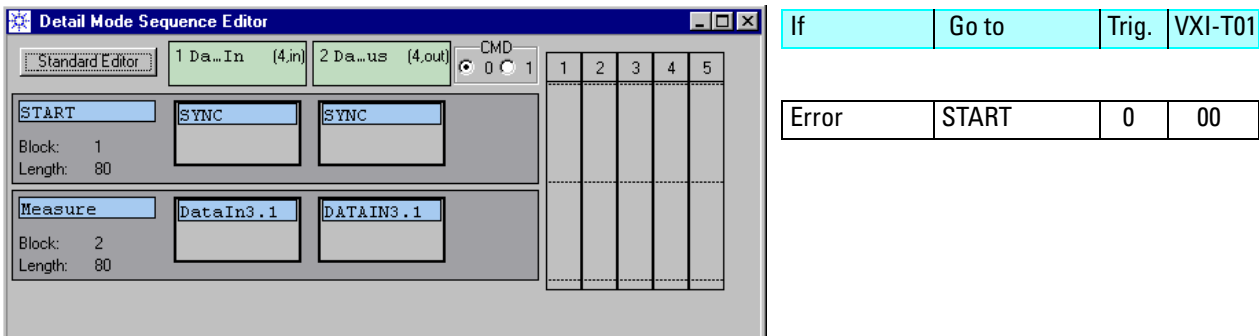 Detail Mode Sequence Editor
Standard Editor
1 Da…In (4,in)
2 Da…us (4,out)
CMD
0 1
1 2 3 4 5
START
SYNC
SYNC
Block: 1
Length: 80
Measure
DataIn3.1
DATAIN3.1
Block: 2
Length: 80
If Go to Trig. VXI-T01
Error START 0 00